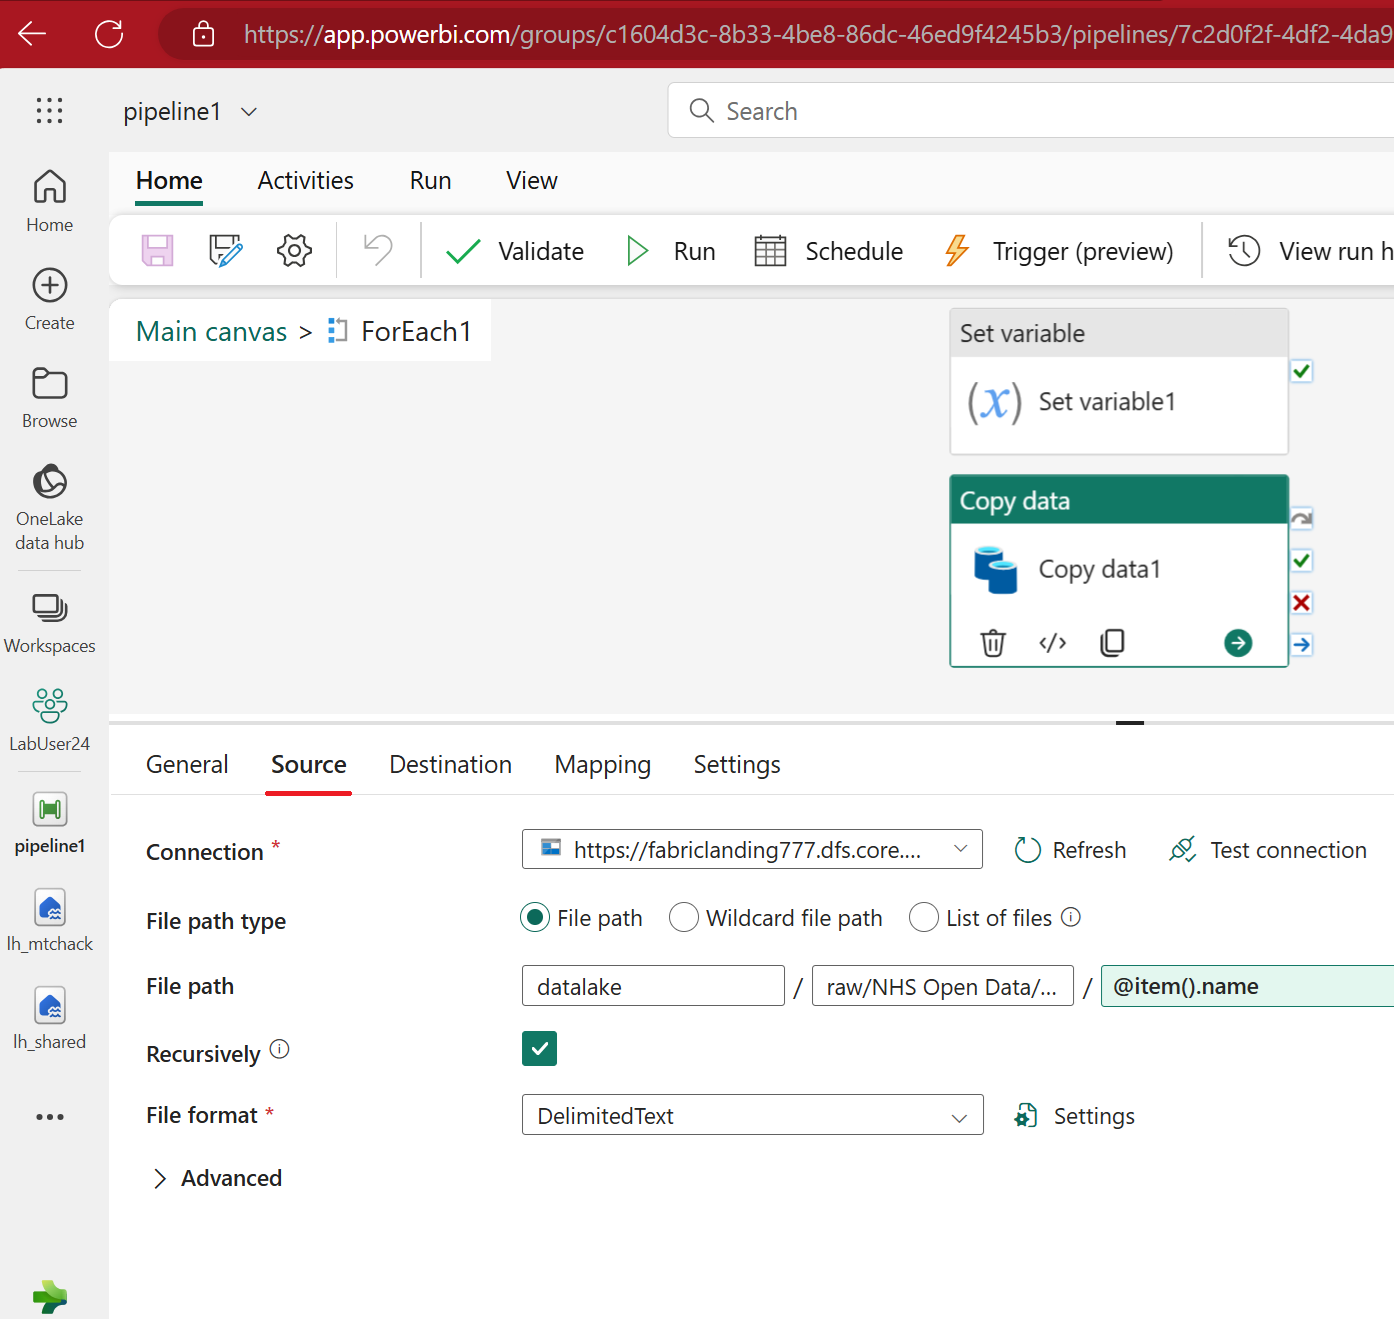 https://app.powerbi.com/groups/c1604d3c-8b33-4be8-86dc-46ed9f4245b3/pipelines/7c2d0f2f-4df2-4da9
pipeline1
Search
Home
Activities
Run
View
Validate
Run
Schedule
Trigger (preview)
View run h
Home
Create
Browse
OneLake
data hub
Workspaces
LabUser24
pipeline1
lh_mtchack
lh_shared
Main canvas > ForEach1
Set variable
(x) Set variable1
Copy data
Copy data1
General
Source
Destination
Mapping
Settings
Connection *
https://fabriclanding777.dfs.core....
Refresh
Test connection
File path type
File path
Wildcard file path
List of files
File path
datalake / raw/NHS Open Data/... / @item().name
Recursively
File format *
DelimitedText
Settings
Advanced